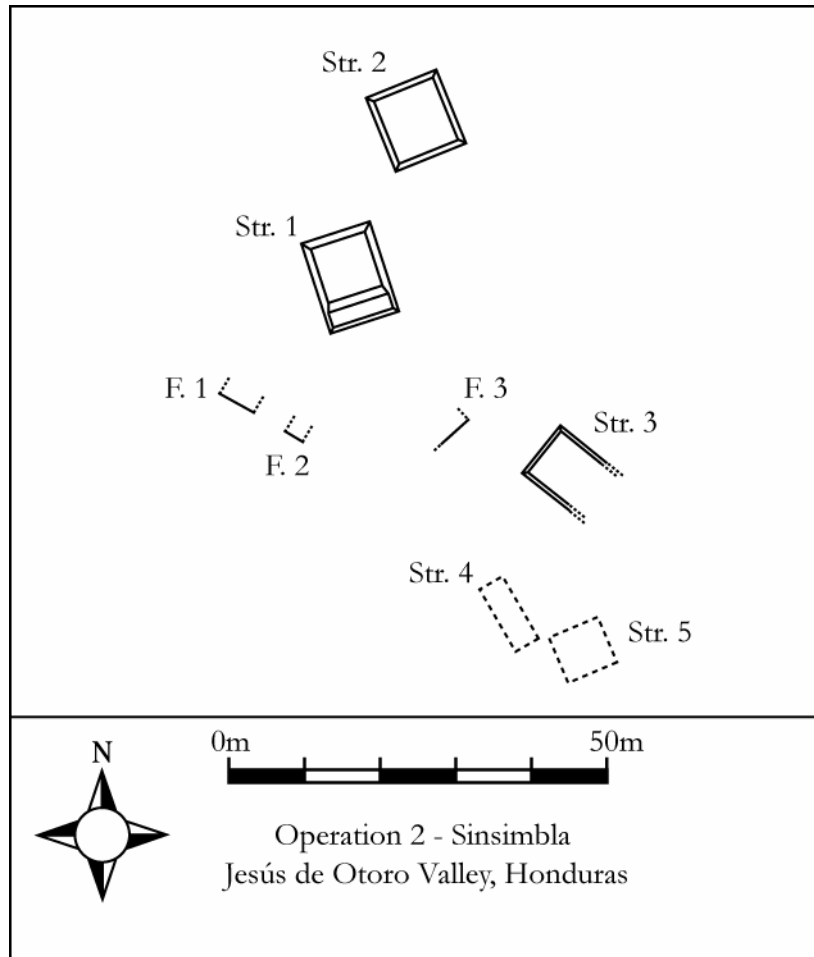 Str. 2
Str. 1
F. 1
F. 3
Str. 3
F. 2
Str. 4
Str. 5
0m
50m
N
Operation 2 - Sinsimbla
Jesús de Otoro Valley, Honduras